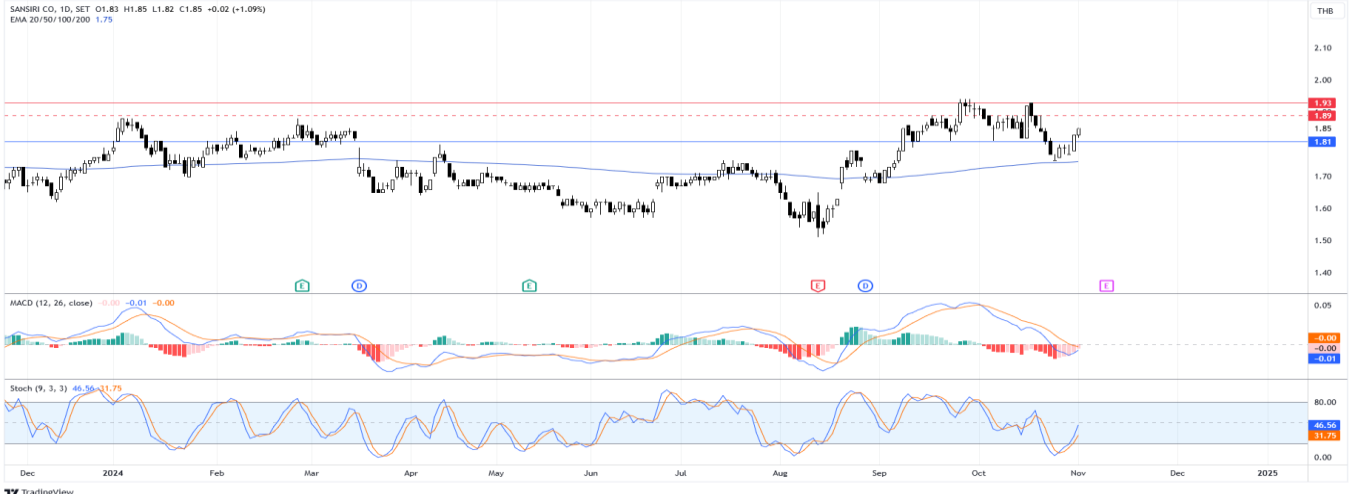 SANSIRI CO, 1D, SET O1.83 H1.85 L1.82 C1.85 +0.02 (+1.09%)
THB
EMA 20/50/100/200 1.75
2.10
2.00
1.93
1.89
1.85
1.81
1.70
1.60
1.50
1.40
E D E E D E
MACD (12, 26, close) -0.00 -0.01 -0.00
0.05
-0.00
-0.00
-0.01
Stoch (9, 3, 3) 46.56 31.75
80.00
46.56
31.75
0.00
Dec 2024 Feb Mar Apr May Jun Jul Aug Sep Oct Nov Dec 2025
TradingView